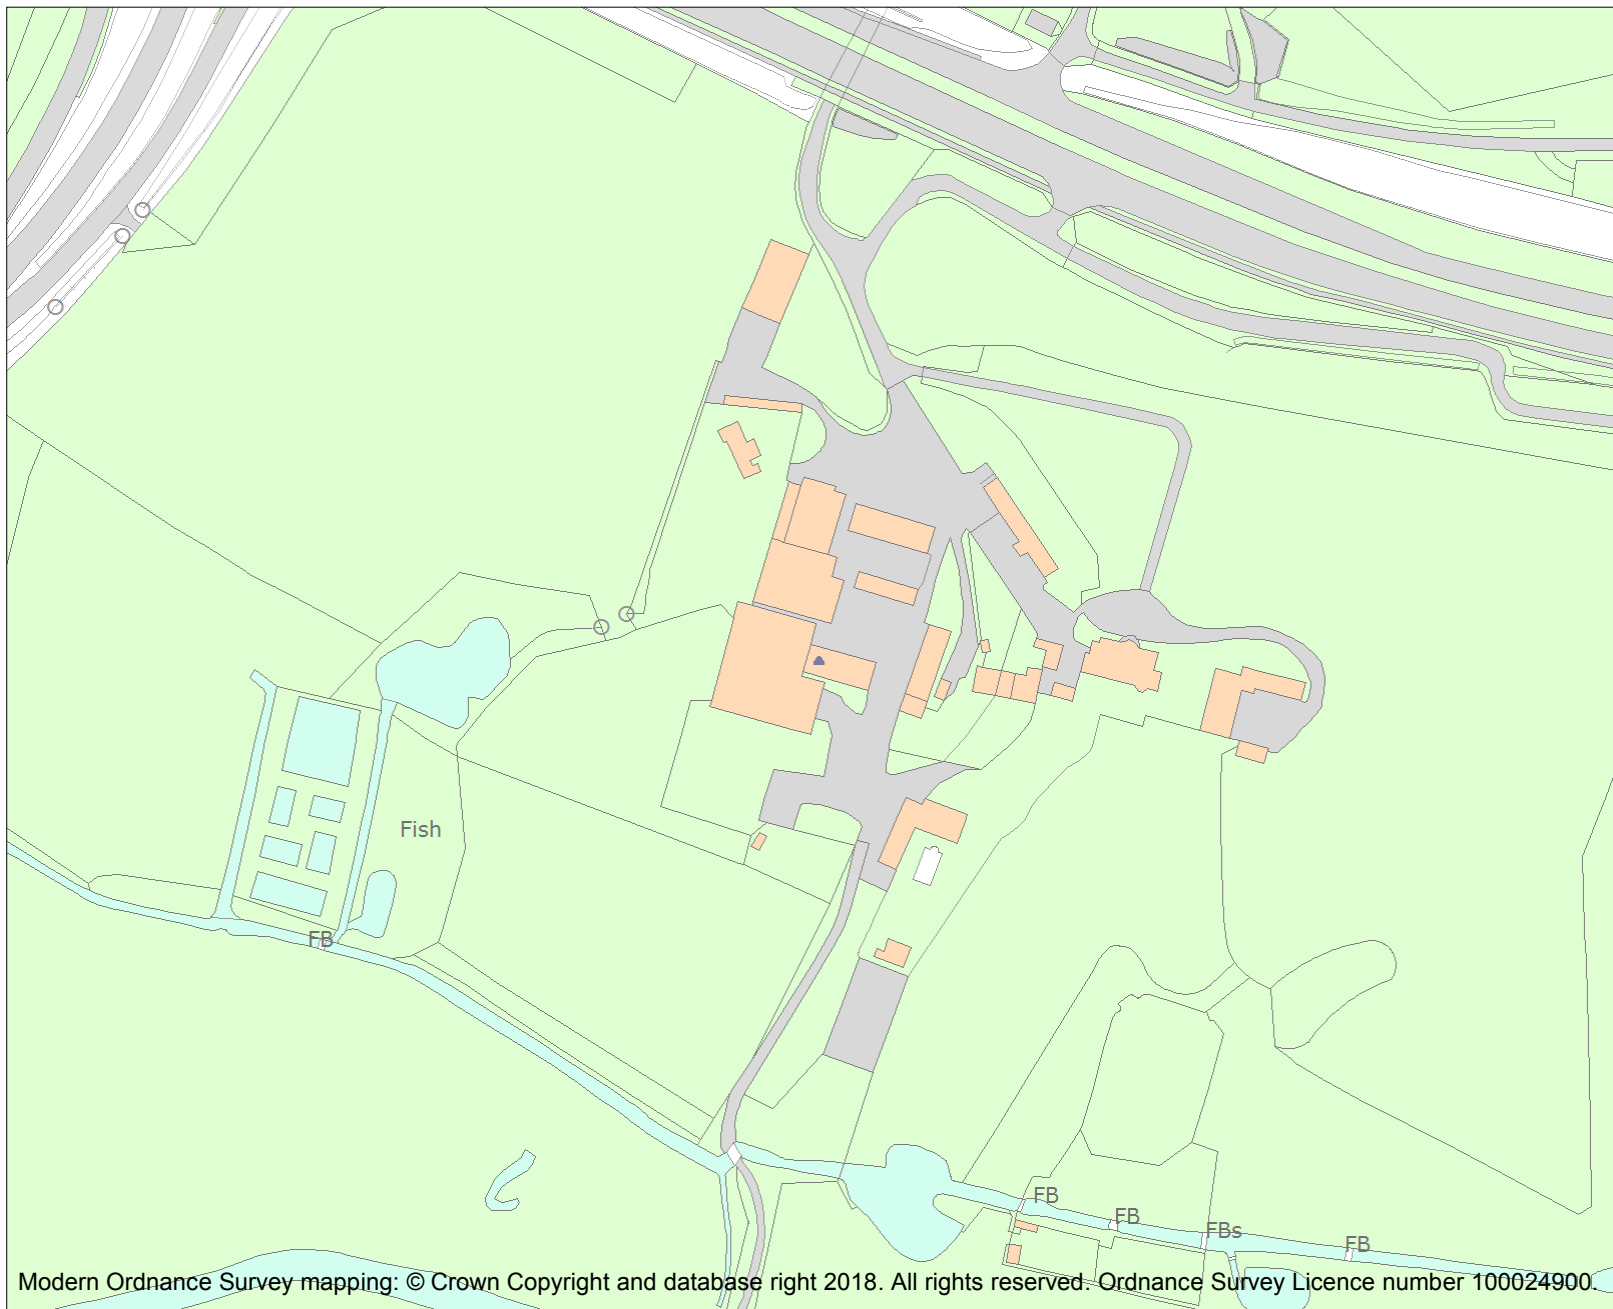 Fish
FB
FB
FB
FBs
FB
Modern Ordnance Survey mapping: © Crown Copyright and database right 2018. All rights reserved. Ordnance Survey Licence number 100024900.